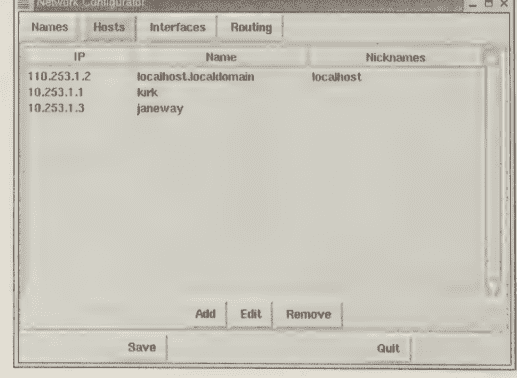 Network Configurator
Names Hosts Interfaces Routing
IP Name Nicknames
110.253.1.2 localhost.localdomain localhost
10.253.1.1 kirk
10.253.1.3 janeway
Add Edit Remove
Save Quit